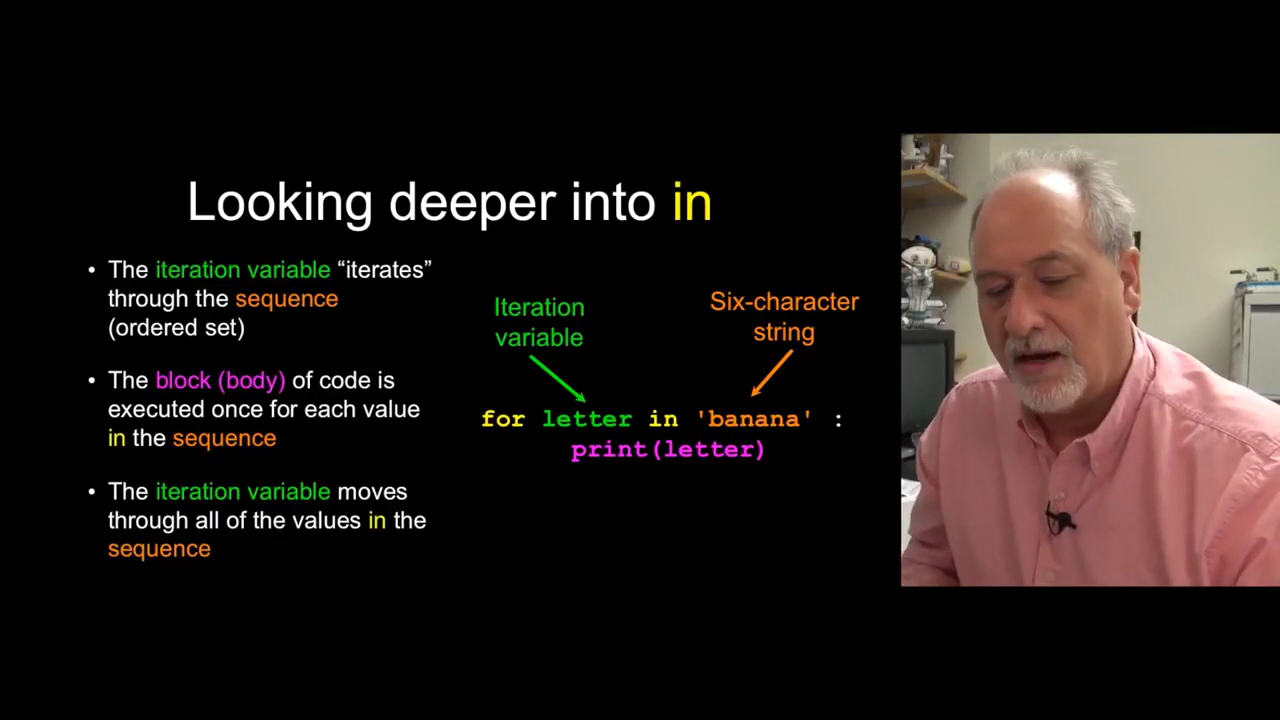 Looking deeper into in
• The iteration variable “iterates”
through the sequence
(ordered set)
• The block (body) of code is
executed once for each value
in the sequence
• The iteration variable moves
through all of the values in the
sequence
Iteration
variable
Six-character
string
for letter in 'banana' :
print(letter)